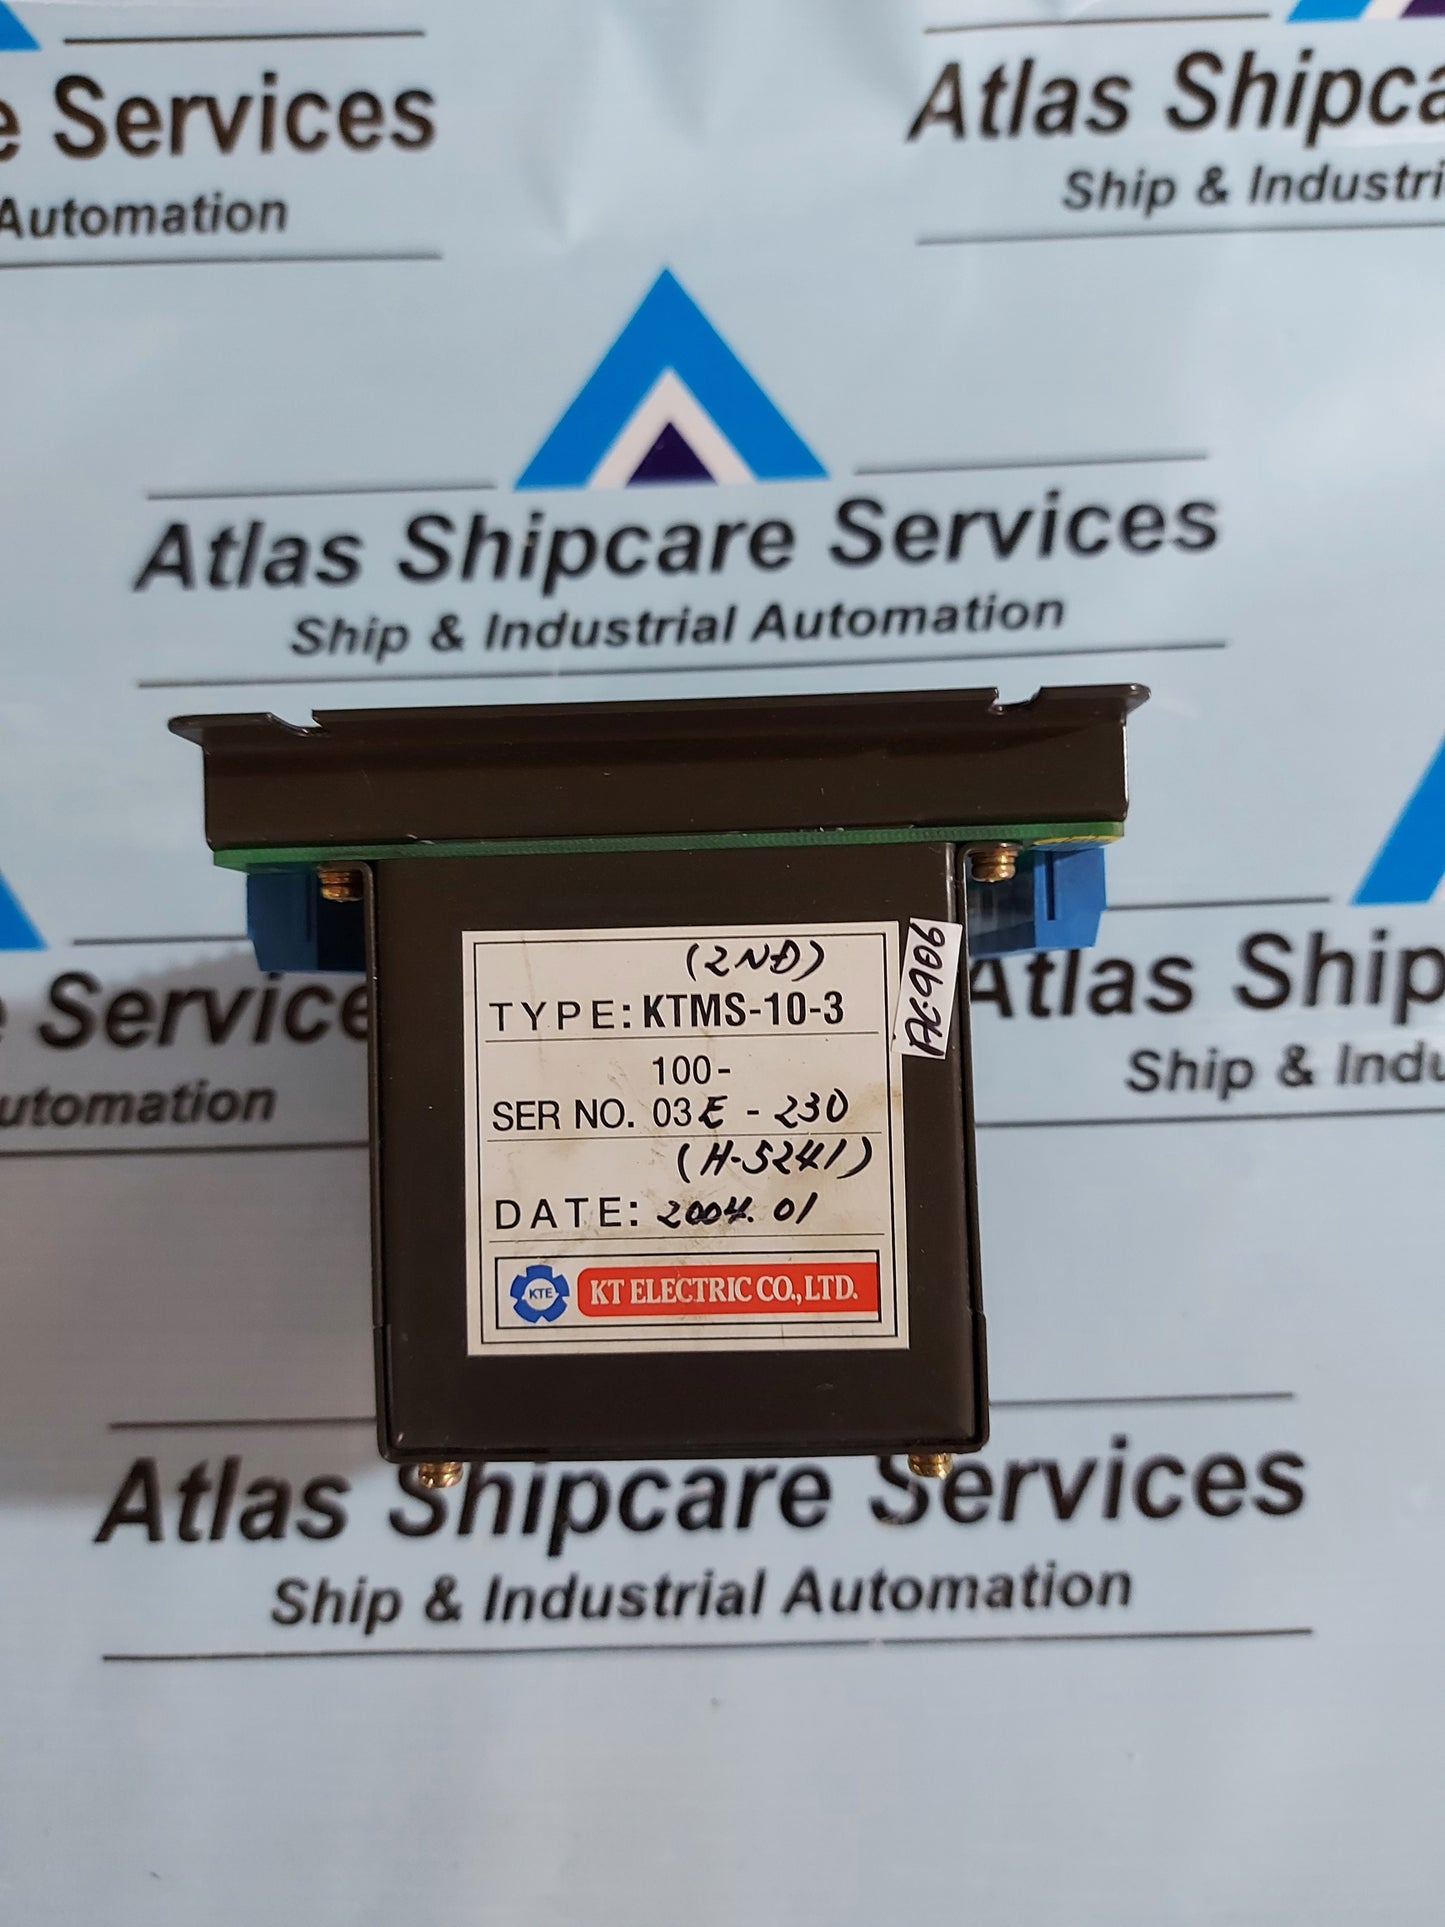 e Services
Automation
Atlas Shipca
Ship & Industri
Atlas Shipcare Services
Ship & Industrial Automation
(2ND)
TYPE: KTMS-10-3
100-
SER NO. 03E - 230
(H-5241)
DATE: 2004. 01
KTE KT ELECTRIC CO., LTD.
AC-906
e Service
utomation
Atlas Ship
Ship & Indu
Atlas Shipcare Services
Ship & Industrial Automation